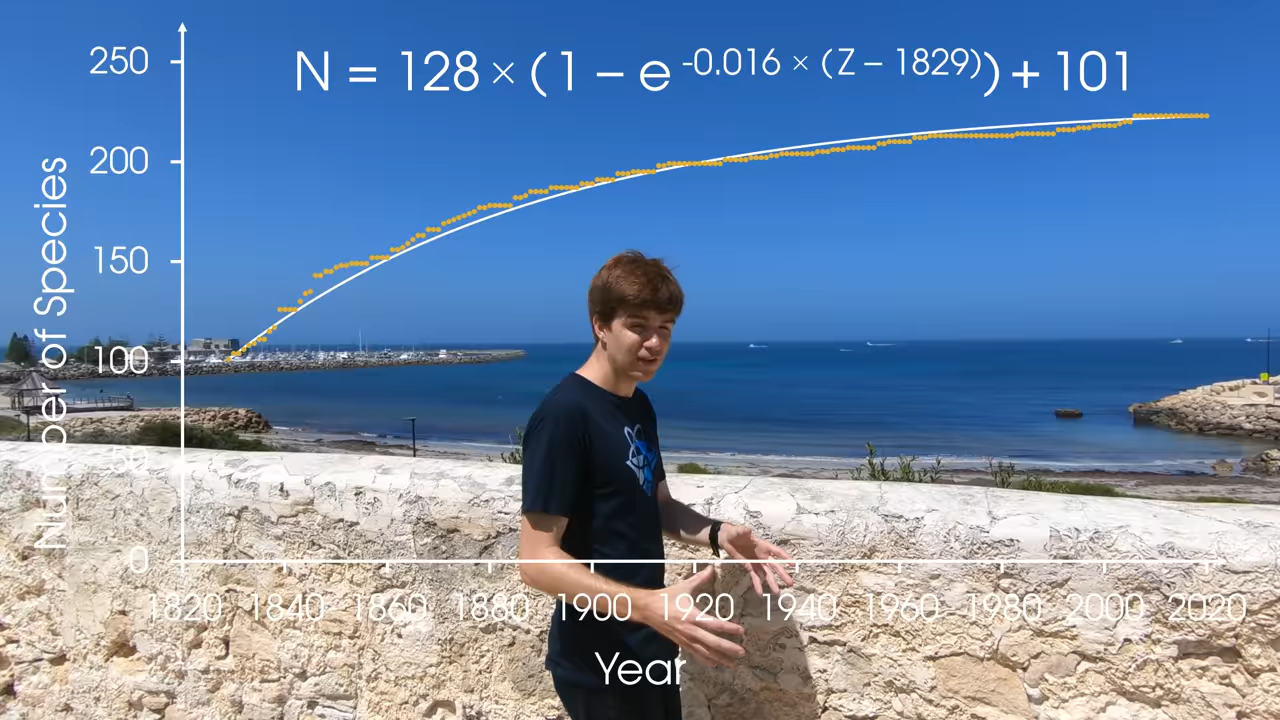 N = 128 × (1 – e^-0.016 × (Z – 1829)) + 101
250
200
150
100
50
0
Number of Species
1820 1840 1860 1880 1900 1920 1940 1960 1980 2000 2020
Year